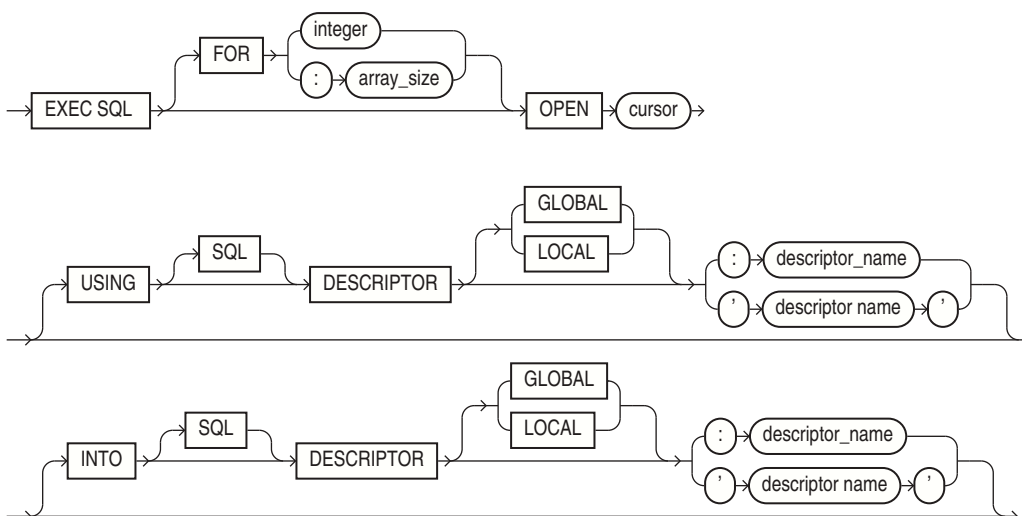 integer
FOR
: array_size
EXEC SQL OPEN cursor
GLOBAL
SQL LOCAL : descriptor_name
USING DESCRIPTOR ' descriptor name '
GLOBAL
SQL LOCAL : descriptor_name
INTO DESCRIPTOR ' descriptor name '